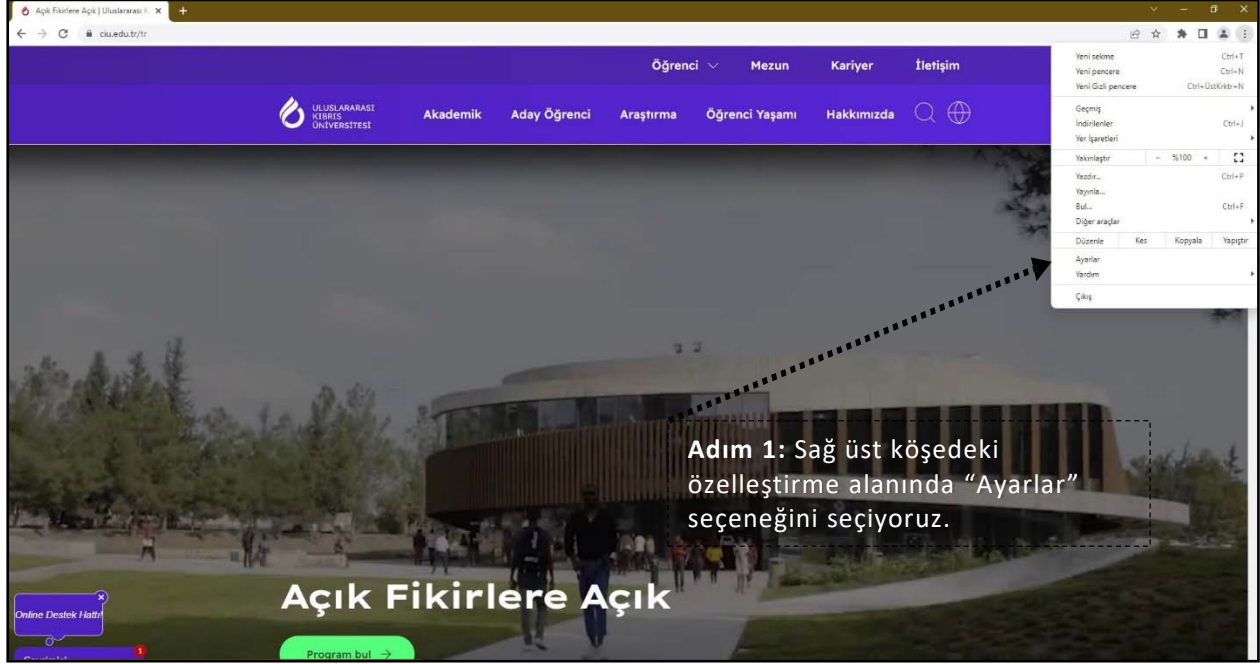 Açık Fikirlere Açık | Uluslararası K
ciu.edu.tr/tr
Öğrenci Mezun Kariyer İletişim
ULUSLARARASI
KIBRIS
ÜNİVERSİTESİ
Akademik Aday Öğrenci Araştırma Öğrenci Yaşamı Hakkımızda
Yeni sekme Ctrl+T
Yeni pencere Ctrl+N
Yeni Gizli pencere Ctrl+ÜstKrktr+N
Geçmiş
İndirilenler Ctrl+J
Yer İşaretleri
Yakınlaştır - %100 +
Yazdır... Ctrl+P
Yayınla...
Bul... Ctrl+F
Diğer araçlar
Düzenle Kes Kopyala Yapıştır
Ayarlar
Yardım
Çıkış
Adım 1: Sağ üst köşedeki
özelleştirme alanında “Ayarlar”
seçeneğini seçiyoruz.
Açık Fikirlere Açık
Program bul →
Online Destek Hattı!
1